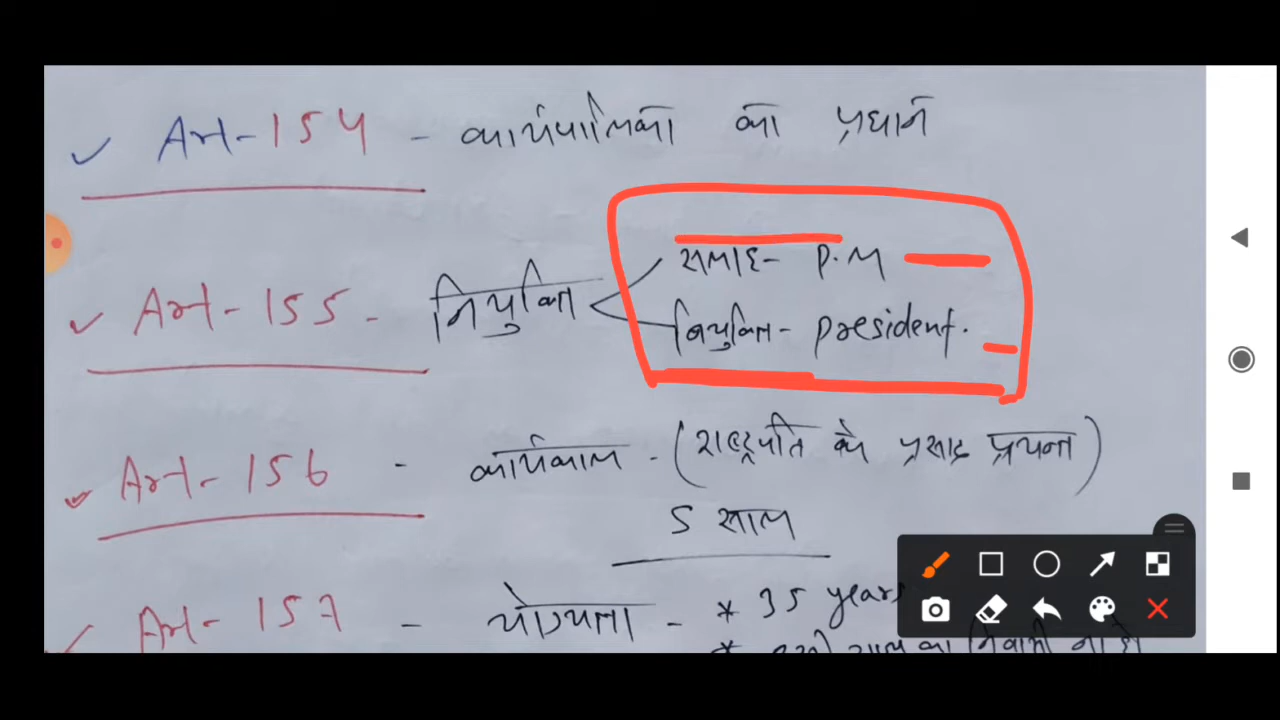 Art-154 - कार्यपालिका का प्रधान
सलाह- P.M
Art-155 - नियुक्ति
नियुक्ति- president.
Art-156 - कार्यकाल - (राष्ट्रपति के प्रसाद प्रयन्त)
5 साल
Art-157 - योग्यता - * 35 years
*